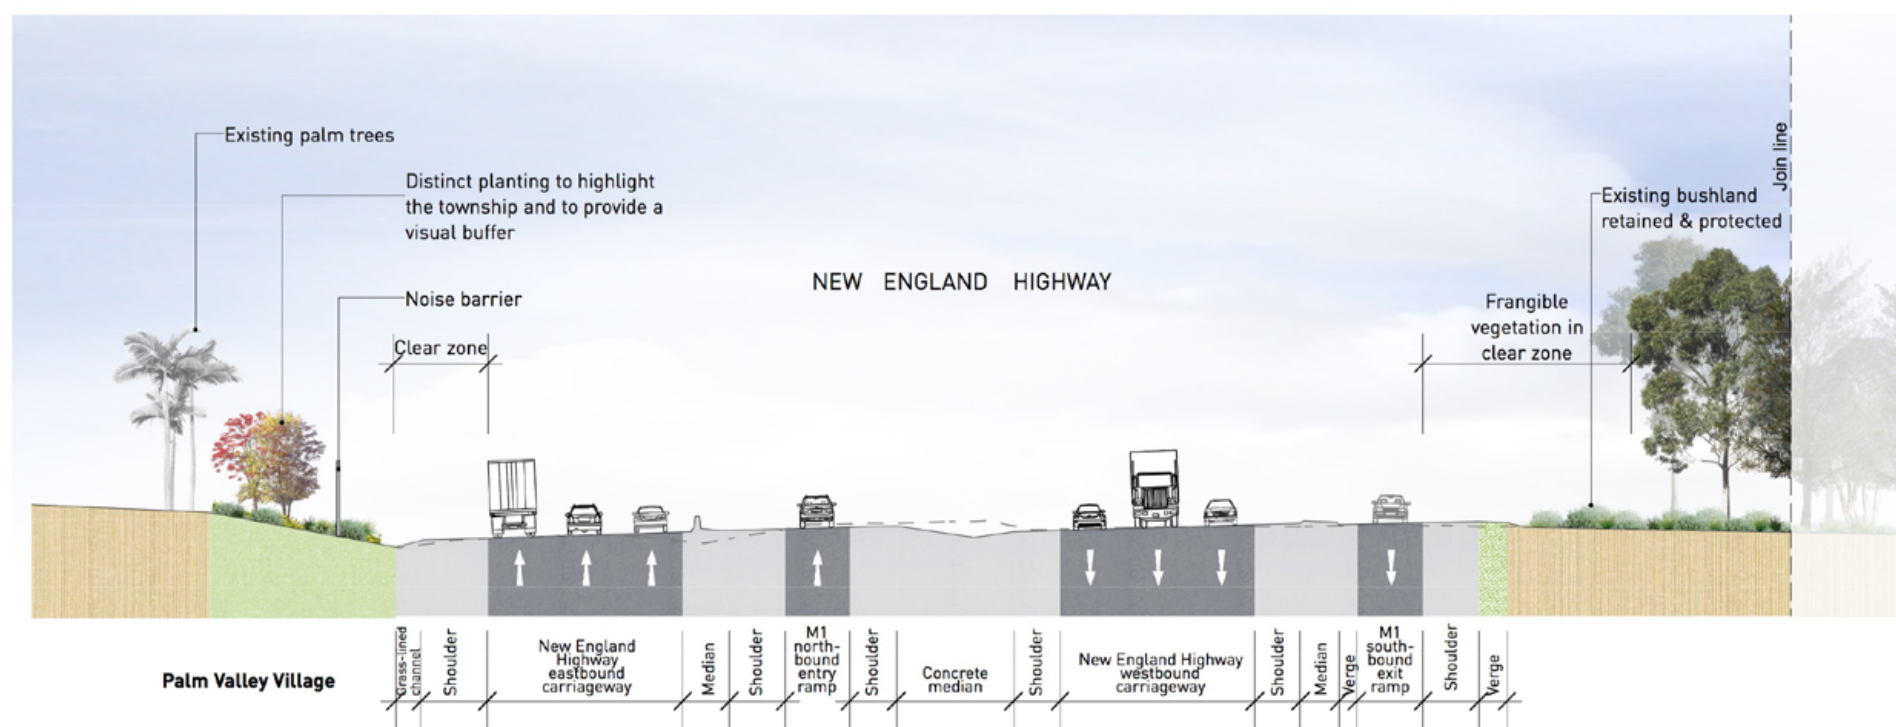 Existing palm trees
Distinct planting to highlight
the township and to provide a
visual buffer
Noise barrier
Clear zone
NEW ENGLAND HIGHWAY
Frangible
vegetation in
clear zone
Existing bushland
retained & protected
Join line
Palm Valley Village
Grass-lined
channel
Shoulder
New England
Highway
eastbound
carriageway
Median
Shoulder
M1
north-
bound
entry
ramp
Shoulder
Concrete
median
Shoulder
New England Highway
westbound
carriageway
Shoulder
Median
Verge
M1
south-
bound
exit
ramp
Shoulder
Verge